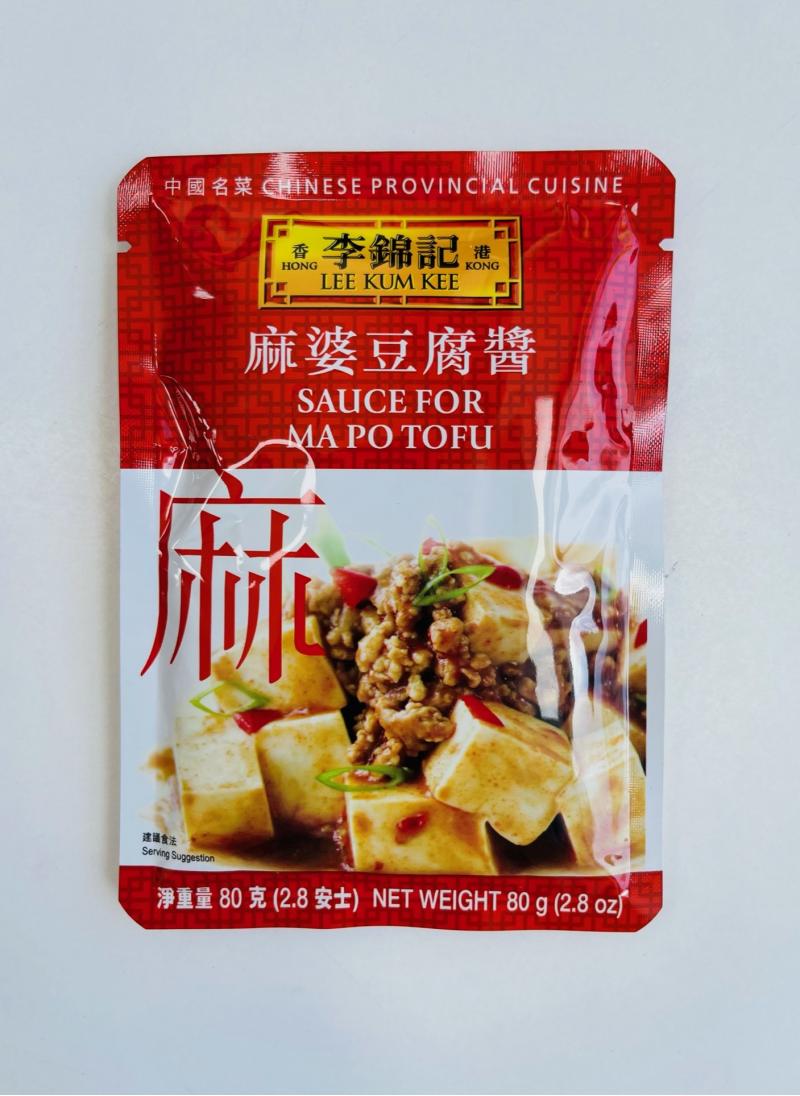 中國名菜 CHINESE PROVINCIAL CUISINE
香 李錦記 港
HONG LEE KUM KEE KONG
麻婆豆腐醬
SAUCE FOR
MA PO TOFU
麻
建議食法
Serving Suggestion
淨重量 80 克 (2.8 安士) NET WEIGHT 80 g (2.8 oz)